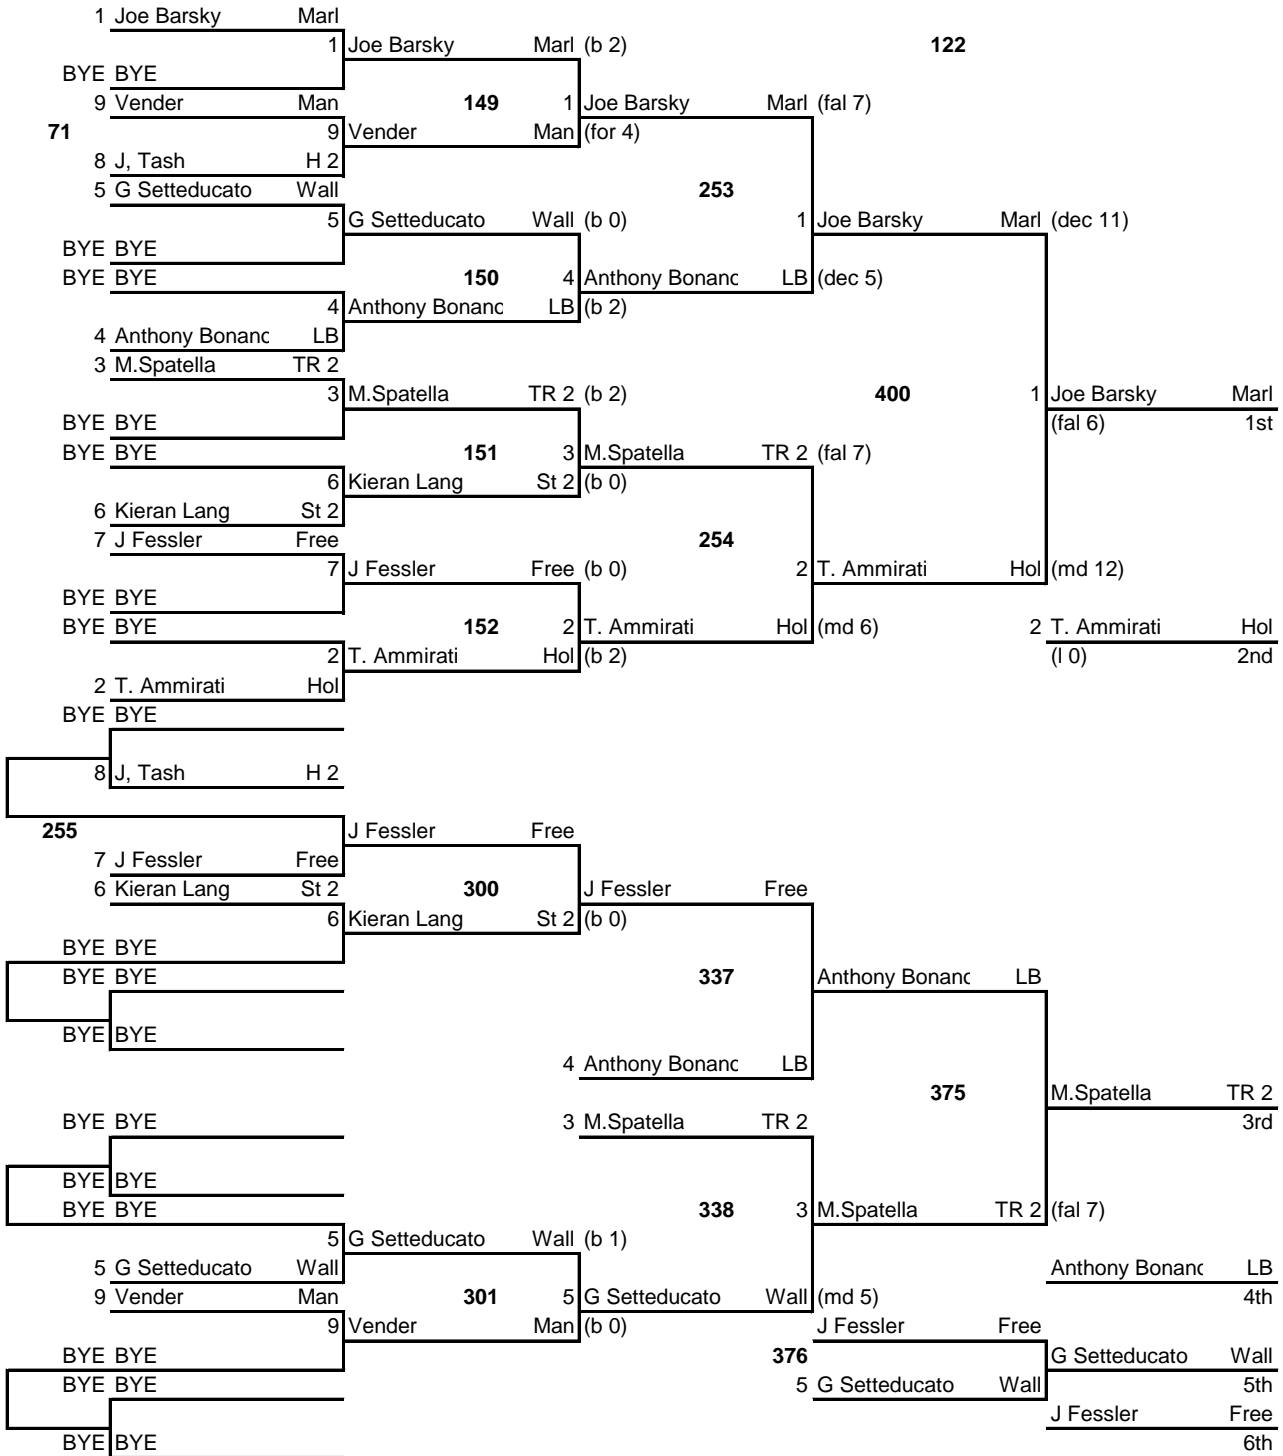 1 Joe Barsky Marl
1 Joe Barsky Marl (b 2) 122
BYE BYE
9 Vender Man 149 1 Joe Barsky Marl (fal 7)
71 9 Vender Man (for 4)
8 J, Tash H 2
5 G Setteducato Wall 253
5 G Setteducato Wall (b 0) 1 Joe Barsky Marl (dec 11)
BYE BYE
BYE BYE 150 4 Anthony Bonanc LB (dec 5)
4 Anthony Bonanc LB (b 2)
4 Anthony Bonanc LB
3 M.Spatella TR 2
3 M.Spatella TR 2 (b 2) 400 1 Joe Barsky Marl
BYE BYE (fal 6) 1st
BYE BYE 151 3 M.Spatella TR 2 (fal 7)
6 Kieran Lang St 2 (b 0)
6 Kieran Lang St 2
7 J Fessler Free 254
7 J Fessler Free (b 0) 2 T. Ammirati Hol (md 12)
BYE BYE
BYE BYE 152 2 T. Ammirati Hol (md 6) 2 T. Ammirati Hol
2 T. Ammirati Hol (b 2) (l 0) 2nd
2 T. Ammirati Hol
BYE BYE
8 J, Tash H 2
255 J Fessler Free
7 J Fessler Free
6 Kieran Lang St 2 300 J Fessler Free
6 Kieran Lang St 2 (b 0)
BYE BYE
BYE BYE 337 Anthony Bonanc LB
BYE BYE
4 Anthony Bonanc LB
375 M.Spatella TR 2
BYE BYE 3 M.Spatella TR 2 3rd
BYE BYE
BYE BYE 338 3 M.Spatella TR 2 (fal 7)
5 G Setteducato Wall (b 1)
5 G Setteducato Wall Anthony Bonanc LB
9 Vender Man 301 5 G Setteducato Wall (md 5) 4th
9 Vender Man (b 0) J Fessler Free
BYE BYE 376 G Setteducato Wall
BYE BYE 5 G Setteducato Wall 5th
J Fessler Free
BYE BYE 6th